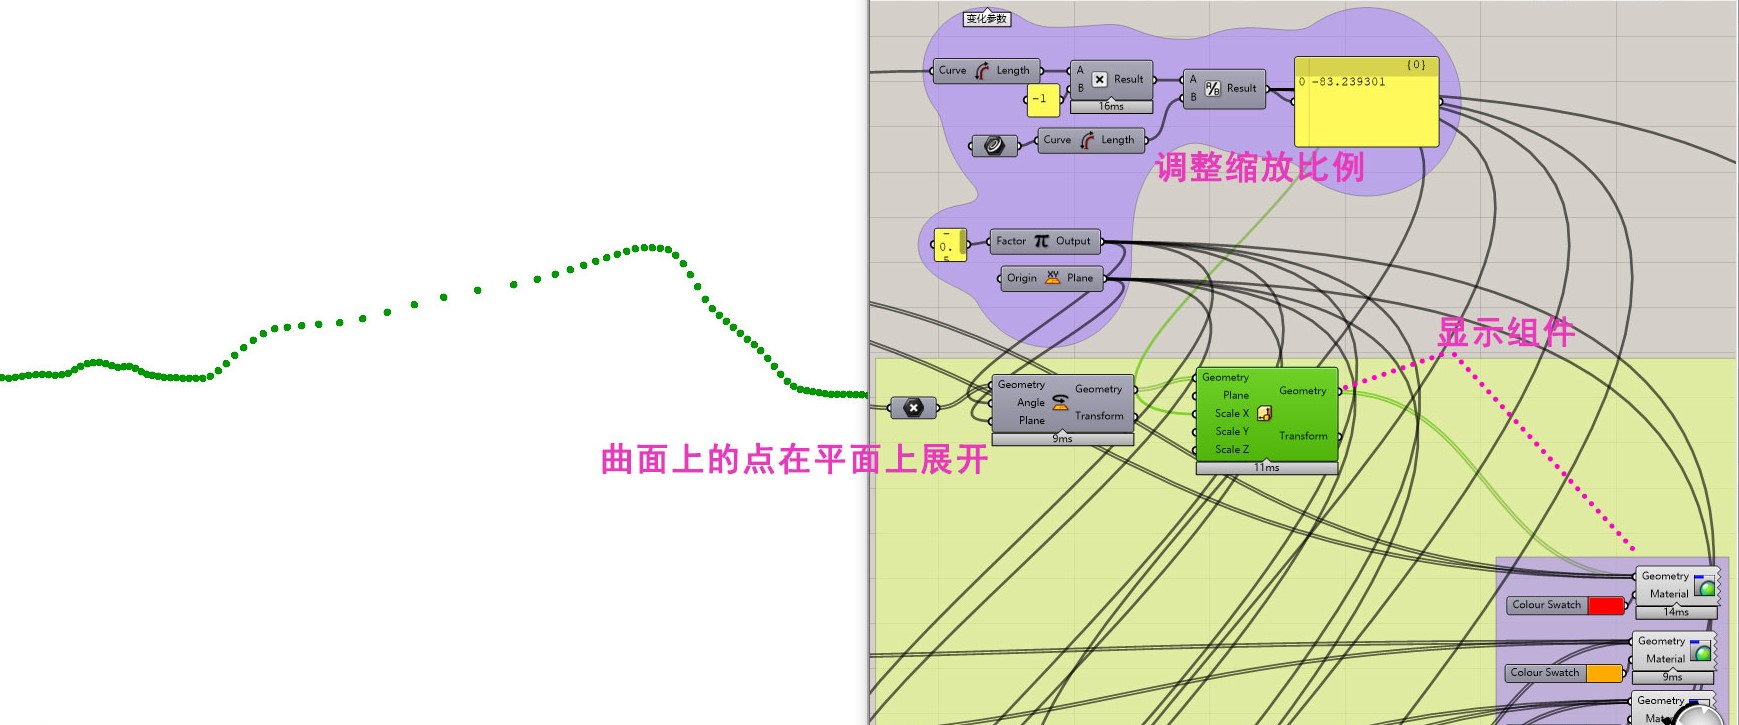 变化参数
{0}
Curve Length
A
B
Result
16ms
-1
A
B
Result
0 -83.239301
Curve Length
调整缩放比例
-
0.
Factor π Output
Origin XY Plane
显示组件
Geometry
Angle
Plane
Geometry
Transform
9ms
Geometry
Plane
Scale X
Scale Y
Scale Z
Geometry
Transform
11ms
曲面上的点在平面上展开
Geometry
Material
14ms
Colour Swatch
Geometry
Material
9ms
Colour Swatch
Geometry